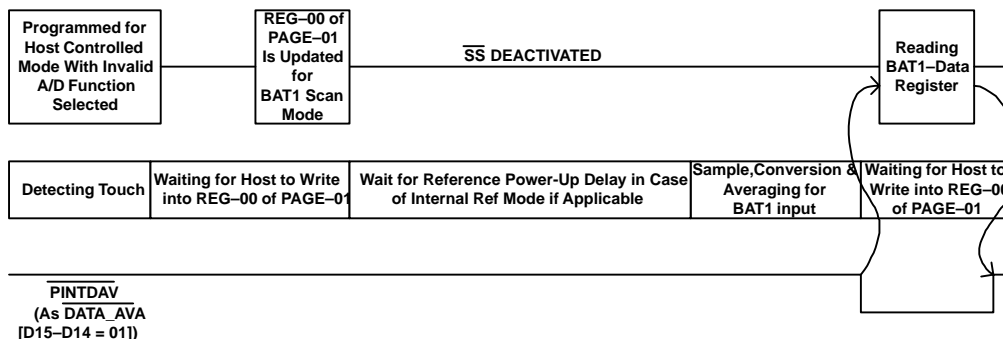 Programmed for
Host Controlled
Mode With Invalid
A/D Function
Selected
REG–00 of
PAGE–01
Is Updated
for
BAT1 Scan
Mode
SS DEACTIVATED
Reading
BAT1–Data
Register
Detecting Touch
Waiting for Host to Write
into REG–00 of PAGE–01
Wait for Reference Power-Up Delay in Case
of Internal Ref Mode if Applicable
Sample,Conversion &
Averaging for
BAT1 input
Waiting for Host to
Write into REG–00
of PAGE–01
PINTDAV
(As DATA_AVA
[D15–D14 = 01])